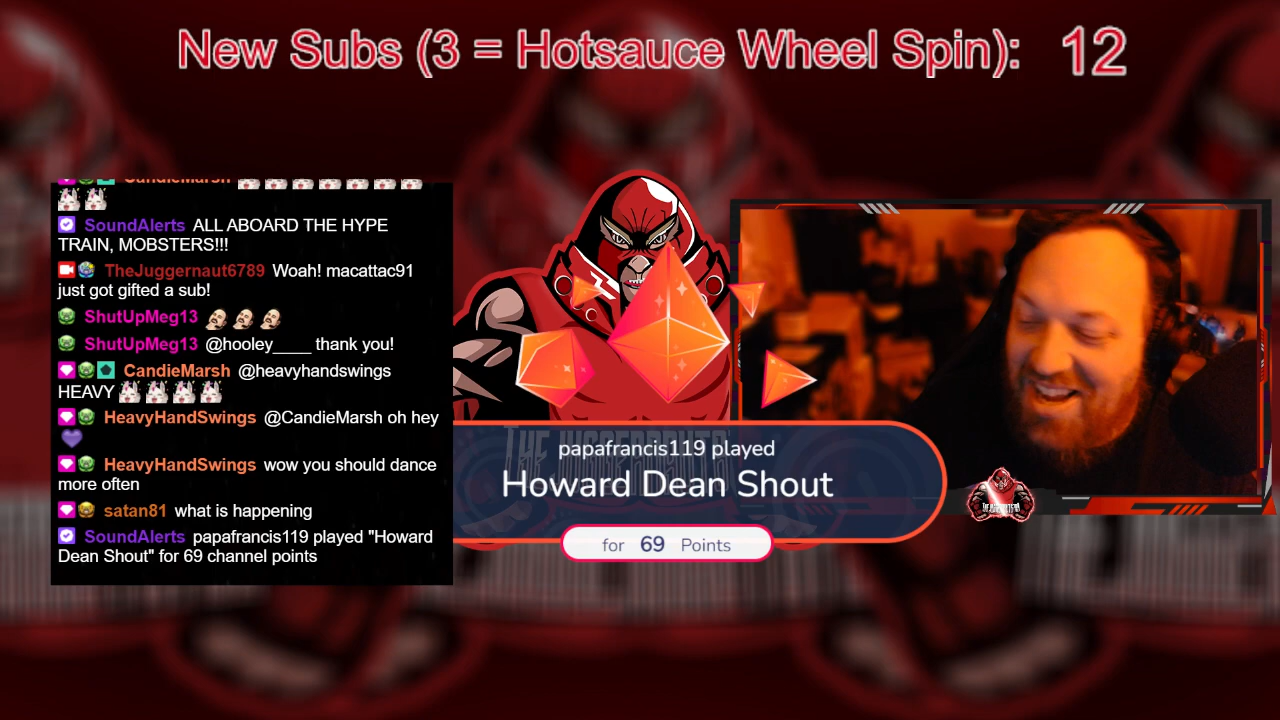 New Subs (3 = Hotsauce Wheel Spin): 12
CandieMarsh
SoundAlerts ALL ABOARD THE HYPE
TRAIN, MOBSTERS!!!
TheJuggernaut6789 Woah! macattac91
just got gifted a sub!
ShutUpMeg13
ShutUpMeg13 @hooley____ thank you!
CandieMarsh @heavyhandswings
HEAVY
HeavyHandSwings @CandieMarsh oh hey
HeavyHandSwings wow you should dance
more often
satan81 what is happening
SoundAlerts papafrancis119 played "Howard
Dean Shout" for 69 channel points
papafrancis119 played
Howard Dean Shout
for 69 Points